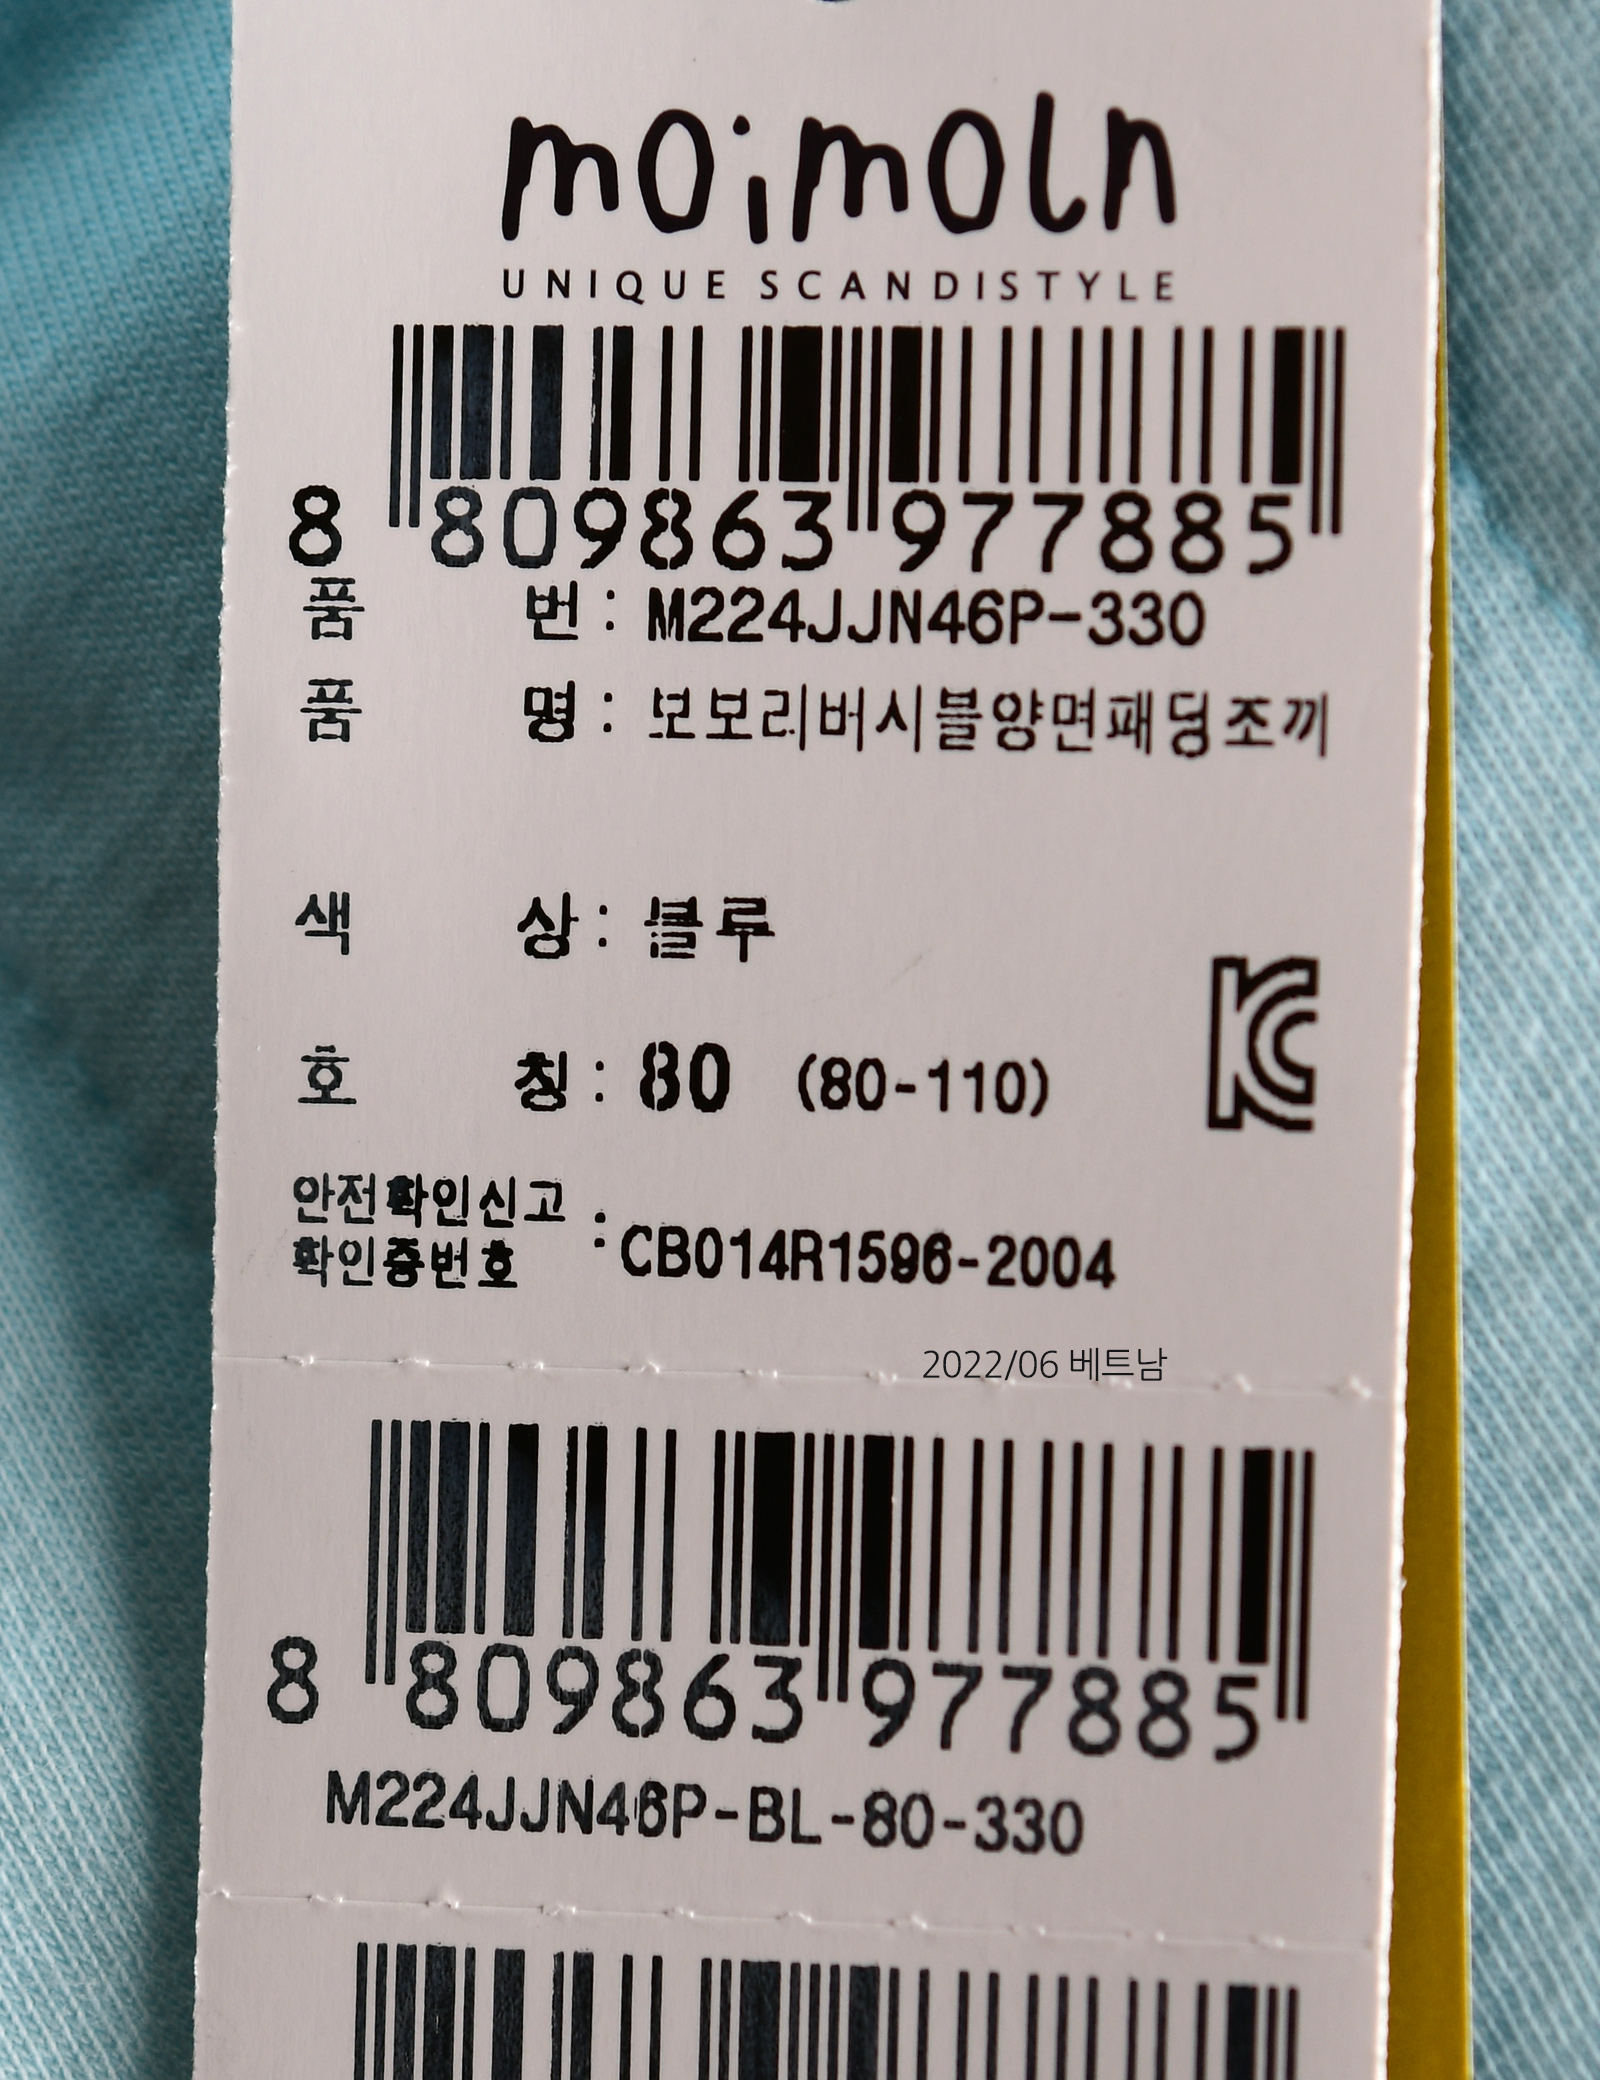 moimoln
UNIQUE SCANDISTYLE
8 809863 977885
품 번 : M224JJN46P-330
품 명 : 모모리버시블양면패딩조끼
색 상 : 블루
호 칭 : 80 (80-110)
안전확인신고
확인증번호 : CB014R1596-2004
2022/06 베트남
8 809863 977885
M224JJN46P-BL-80-330